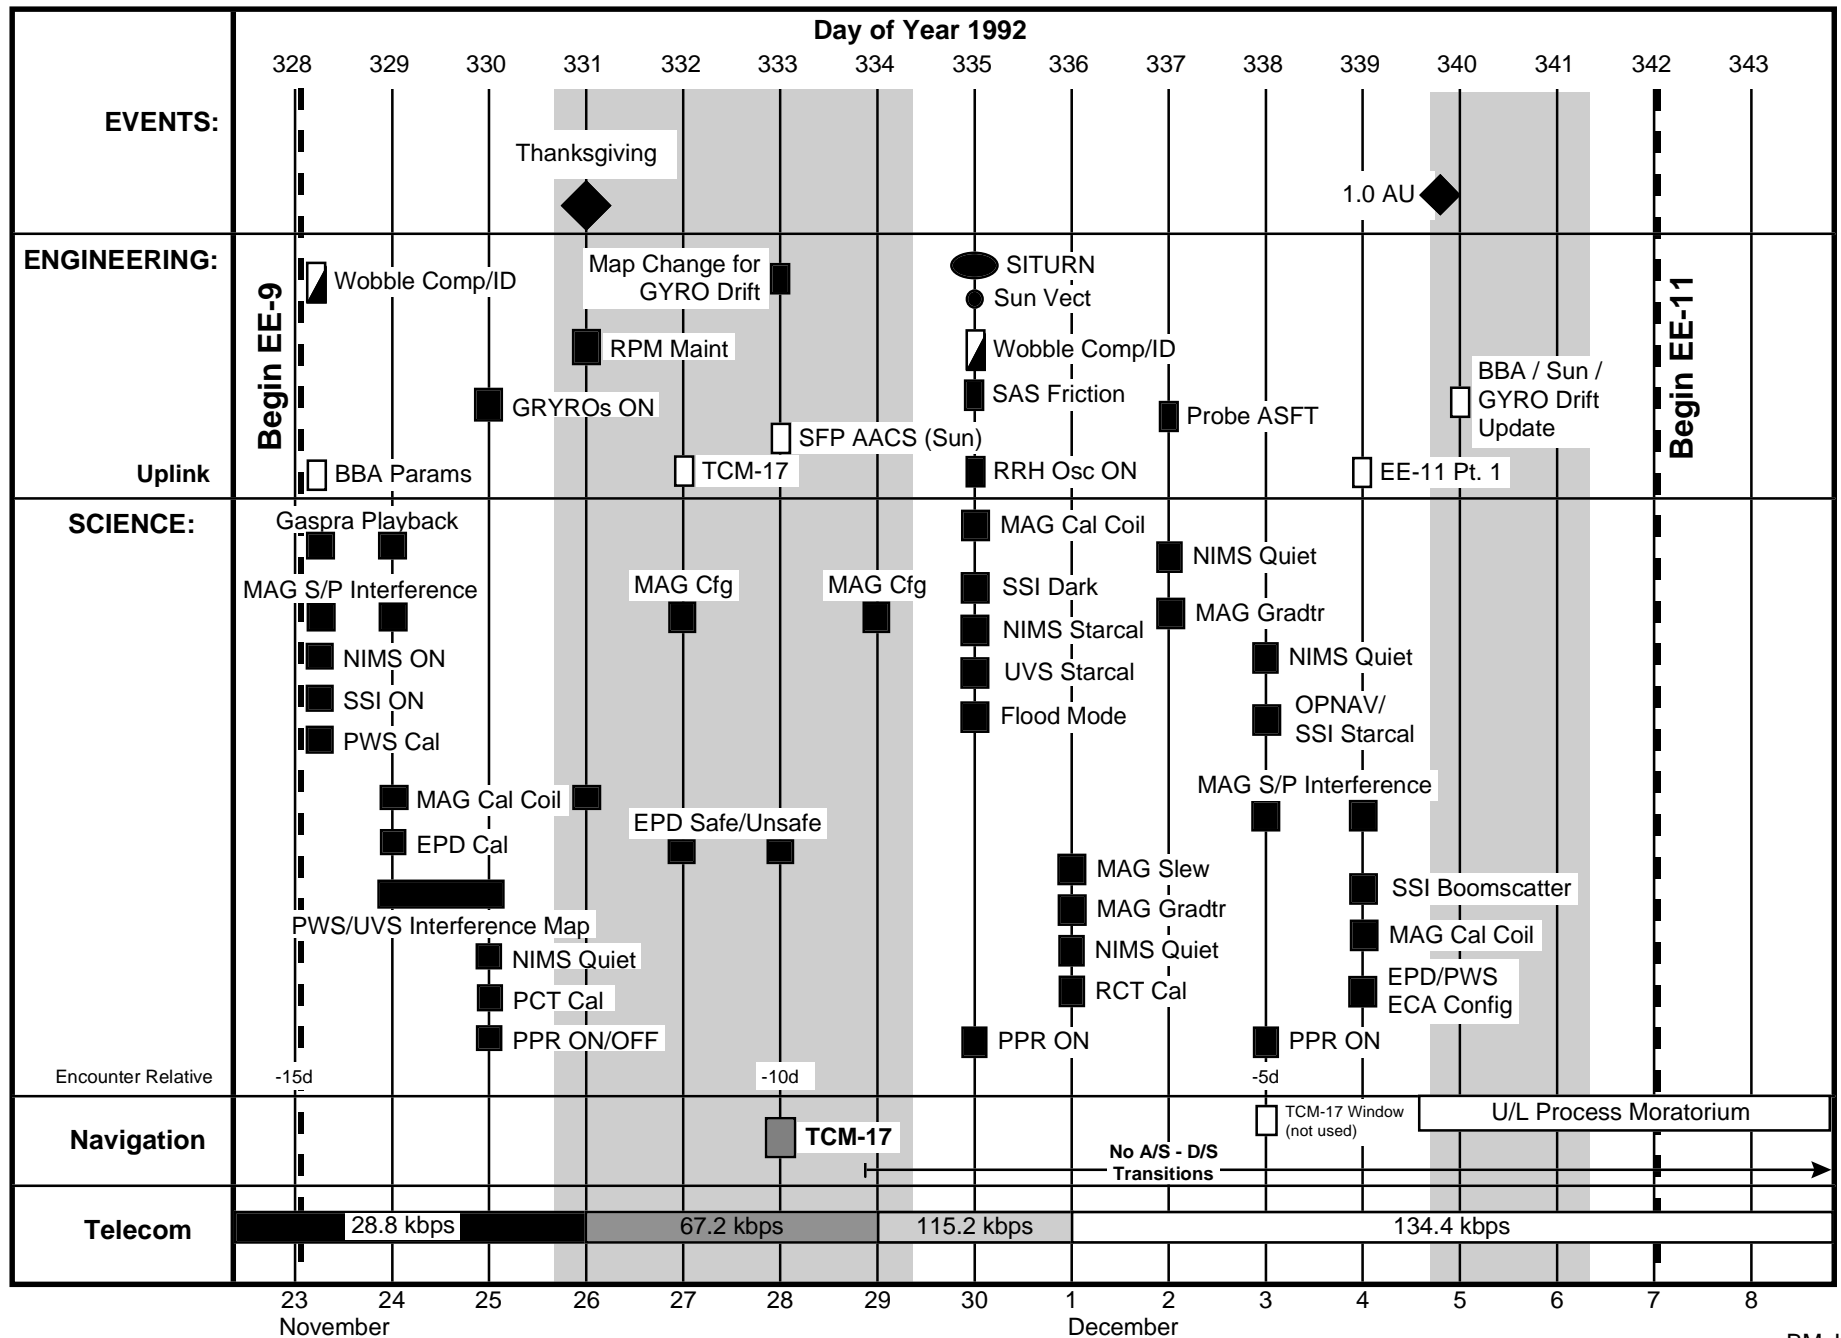 Day of Year 1992
328 329 330 331 332 333 334 335 336 337 338 339 340 341 342 343
EVENTS:
Thanksgiving
1.0 AU
ENGINEERING:
Begin EE-9
Begin EE-11
Wobble Comp/ID
Map Change for
GYRO Drift
SITURN
Sun Vect
RPM Maint
Wobble Comp/ID
SAS Friction
GRYROs ON
Probe ASFT
BBA / Sun /
GYRO Drift
Update
SFP AACS (Sun)
Uplink
BBA Params
TCM-17
RRH Osc ON
EE-11 Pt. 1
SCIENCE:
Gaspra Playback
MAG S/P Interference
NIMS ON
SSI ON
PWS Cal
MAG Cal Coil
EPD Cal
PWS/UVS Interference Map
NIMS Quiet
PCT Cal
PPR ON/OFF
MAG Cfg
MAG Cfg
EPD Safe/Unsafe
MAG Cal Coil
SSI Dark
NIMS Starcal
UVS Starcal
Flood Mode
PPR ON
MAG Slew
MAG Gradtr
NIMS Quiet
RCT Cal
NIMS Quiet
MAG Gradtr
NIMS Quiet
OPNAV/
SSI Starcal
MAG S/P Interference
SSI Boomscatter
MAG Cal Coil
EPD/PWS
ECA Config
PPR ON
Encounter Relative
-15d -10d -5d
Navigation
TCM-17
TCM-17 Window
(not used)
U/L Process Moratorium
No A/S - D/S
Transitions
Telecom
28.8 kbps 67.2 kbps 115.2 kbps 134.4 kbps
23 24 25 26 27 28 29 30 1 2 3 4 5 6 7 8
November December